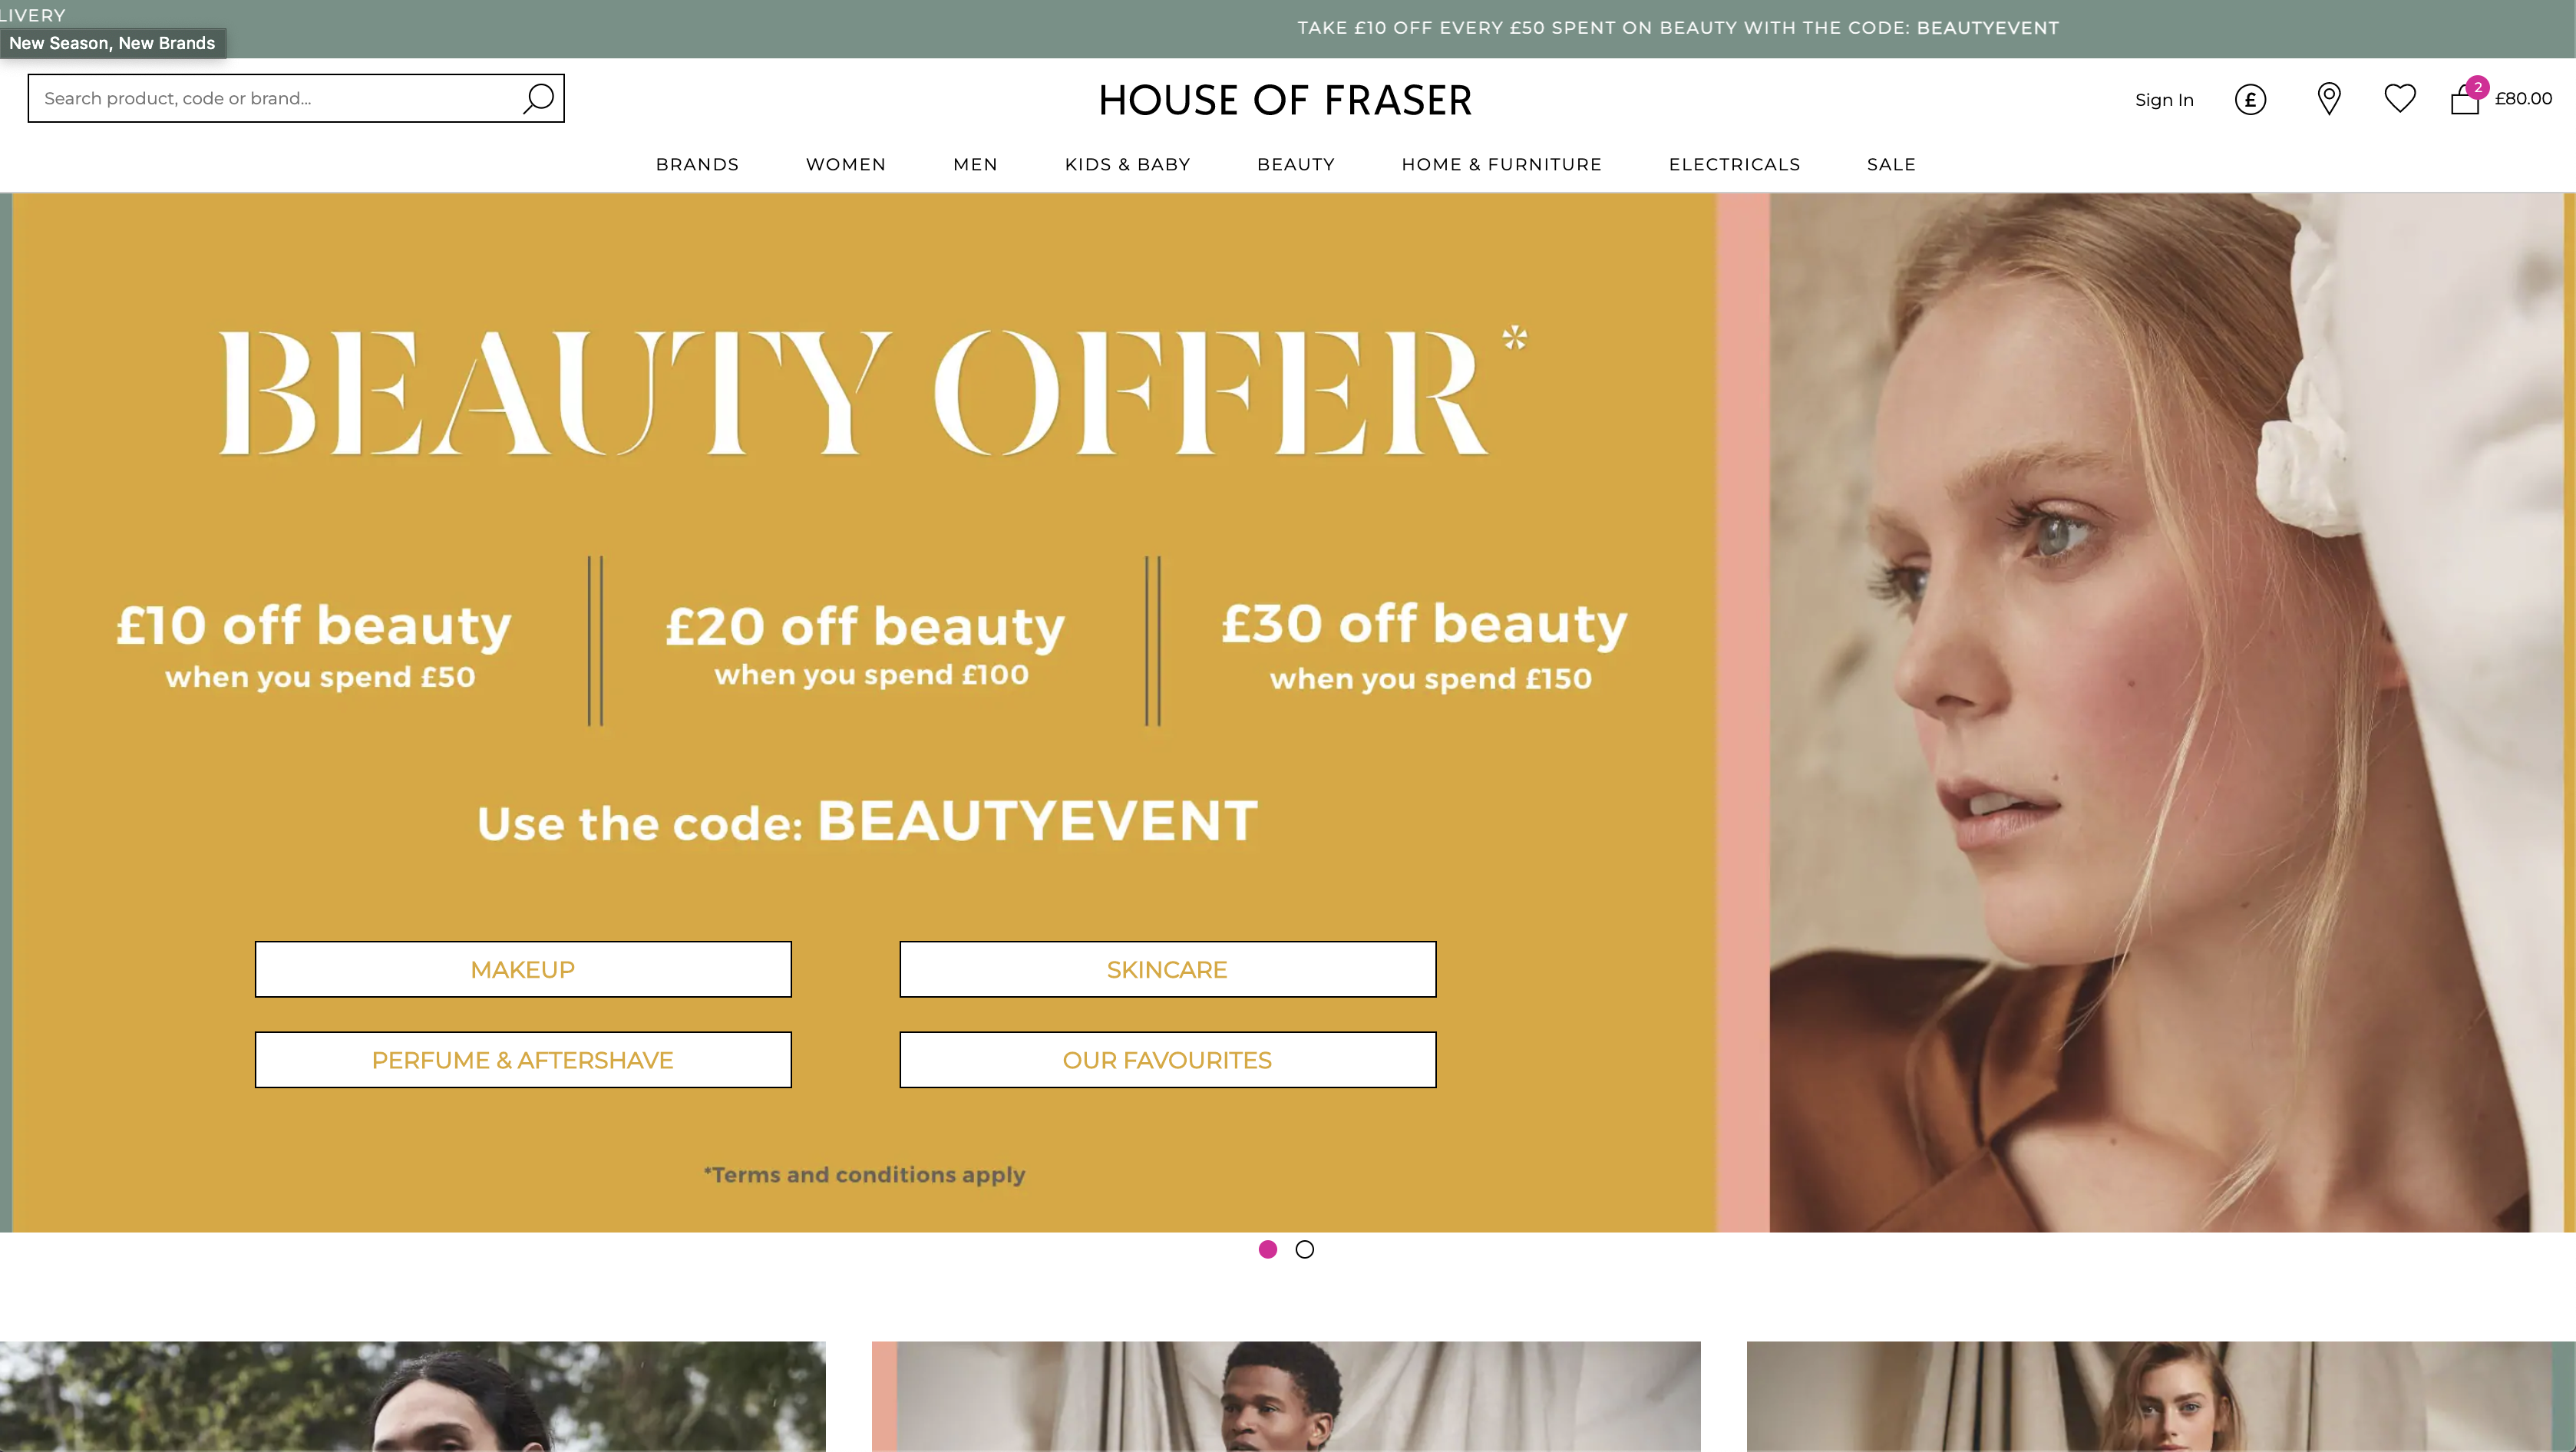 LIVERY
TAKE £10 OFF EVERY £50 SPENT ON BEAUTY WITH THE CODE: BEAUTYEVENT
New Season, New Brands
Search product, code or brand...
HOUSE OF FRASER
Sign In
£
2
£80.00
BRANDS WOMEN MEN KIDS & BABY BEAUTY HOME & FURNITURE ELECTRICALS SALE
BEAUTY OFFER*
£10 off beauty
when you spend £50
£20 off beauty
when you spend £100
£30 off beauty
when you spend £150
Use the code: BEAUTYEVENT
MAKEUP
SKINCARE
PERFUME & AFTERSHAVE
OUR FAVOURITES
*Terms and conditions apply